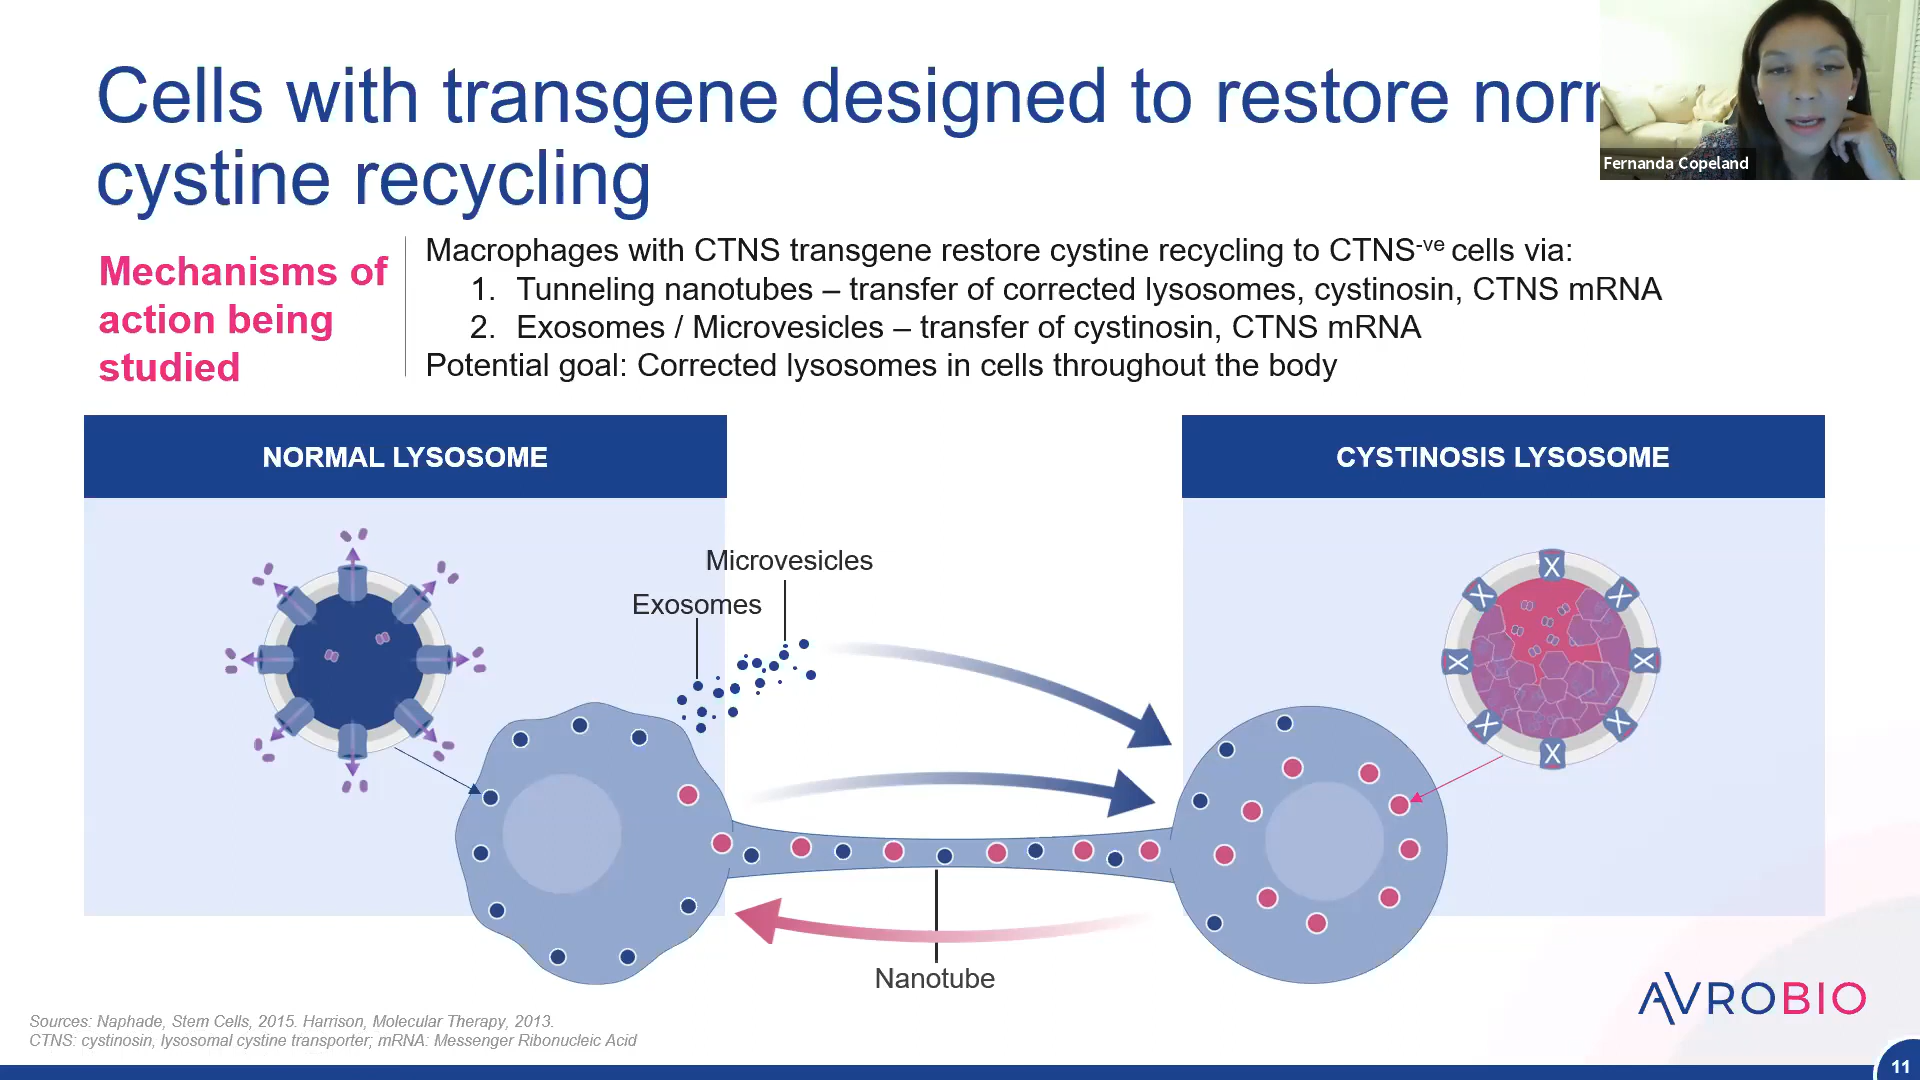 Cells with transgene designed to restore nor
cystine recycling
Fernanda Copeland
Mechanisms of
action being
studied
Macrophages with CTNS transgene restore cystine recycling to CTNS-ve cells via:
1. Tunneling nanotubes – transfer of corrected lysosomes, cystinosin, CTNS mRNA
2. Exosomes / Microvesicles – transfer of cystinosin, CTNS mRNA
Potential goal: Corrected lysosomes in cells throughout the body
NORMAL LYSOSOME
CYSTINOSIS LYSOSOME
Microvesicles
Exosomes
Nanotube
AVROBIO
Sources: Naphade, Stem Cells, 2015. Harrison, Molecular Therapy, 2013.
CTNS: cystinosin, lysosomal cystine transporter; mRNA: Messenger Ribonucleic Acid
11